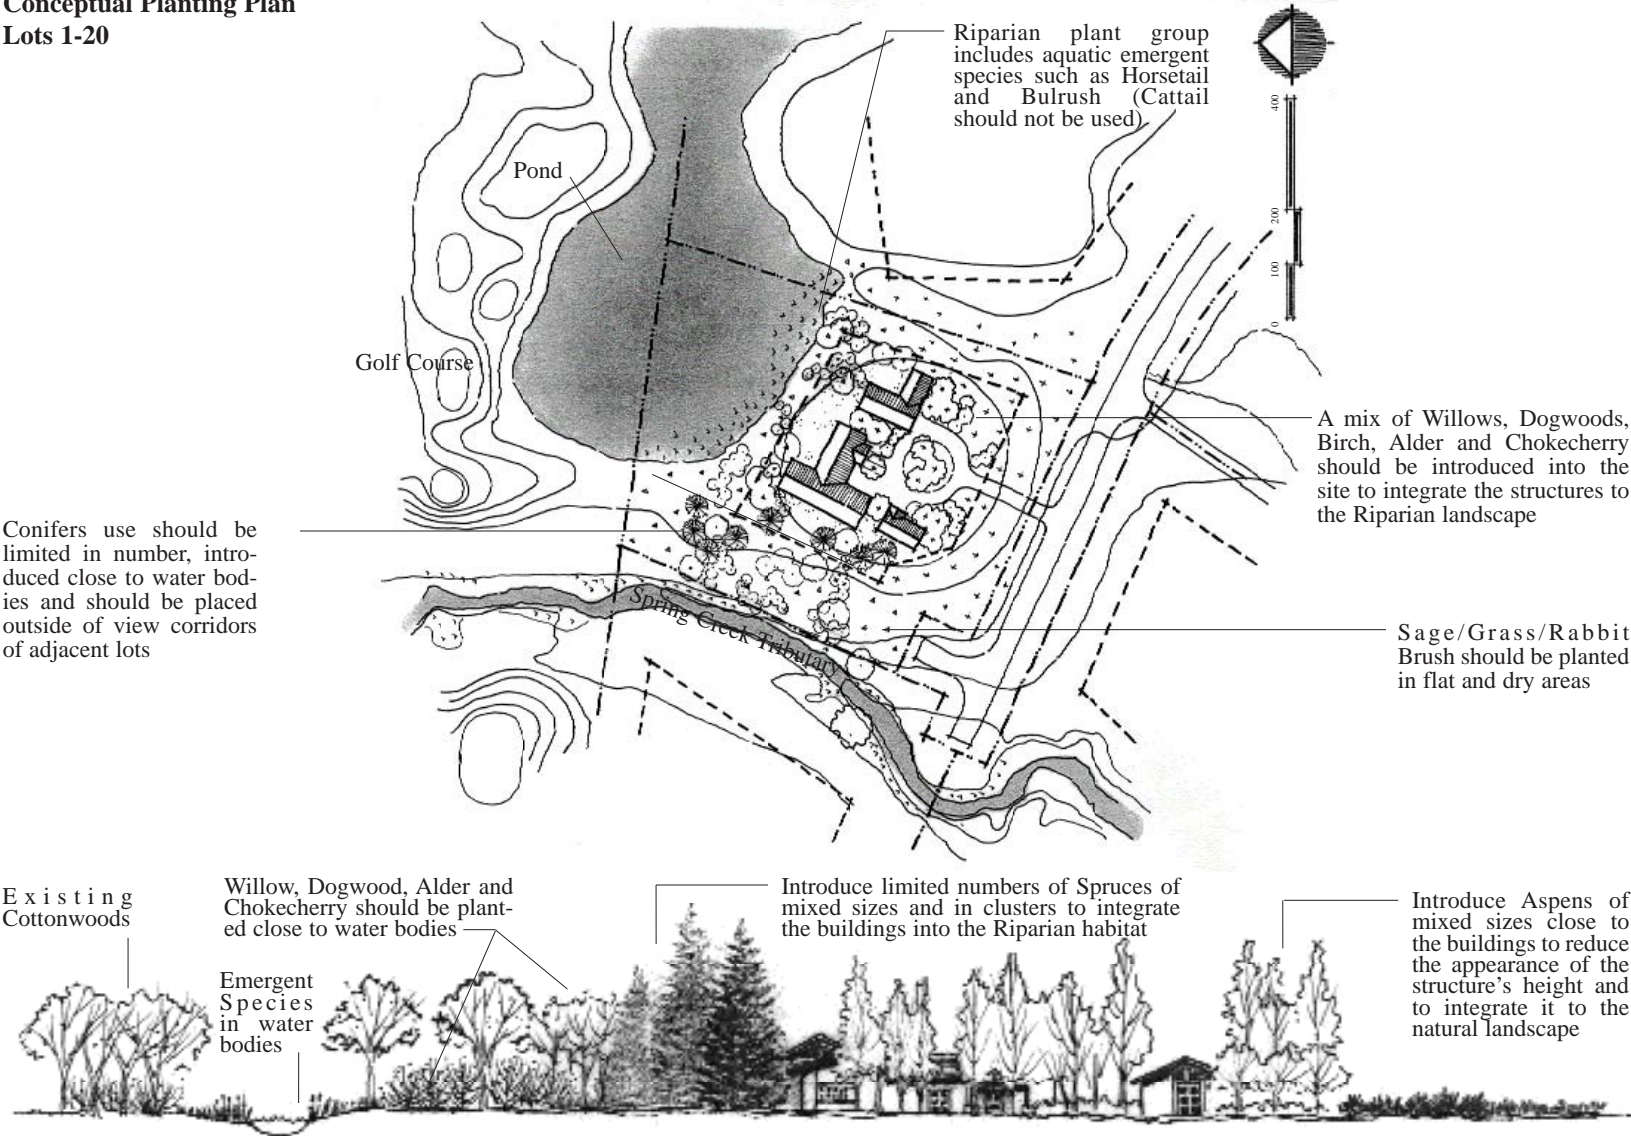 Conceptual Planting Plan
Lots 1-20
Riparian plant group
includes aquatic emergent
species such as Horsetail
and Bulrush (Cattail
should not be used)
400
200
100
0
Pond
Golf Course
A mix of Willows, Dogwoods,
Birch, Alder and Chokecherry
should be introduced into the
site to integrate the structures to
the Riparian landscape
Conifers use should be
limited in number, intro-
duced close to water bod-
ies and should be placed
outside of view corridors
of adjacent lots
Spring Creek Tributary
Sage/Grass/Rabbit
Brush should be planted
in flat and dry areas
Existing
Cottonwoods
Willow, Dogwood, Alder and
Chokecherry should be plant-
ed close to water bodies
Emergent
Species
in water
bodies
Introduce limited numbers of Spruces of
mixed sizes and in clusters to integrate
the buildings into the Riparian habitat
Introduce Aspens of
mixed sizes close to
the buildings to reduce
the appearance of the
structure's height and
to integrate it to the
natural landscape